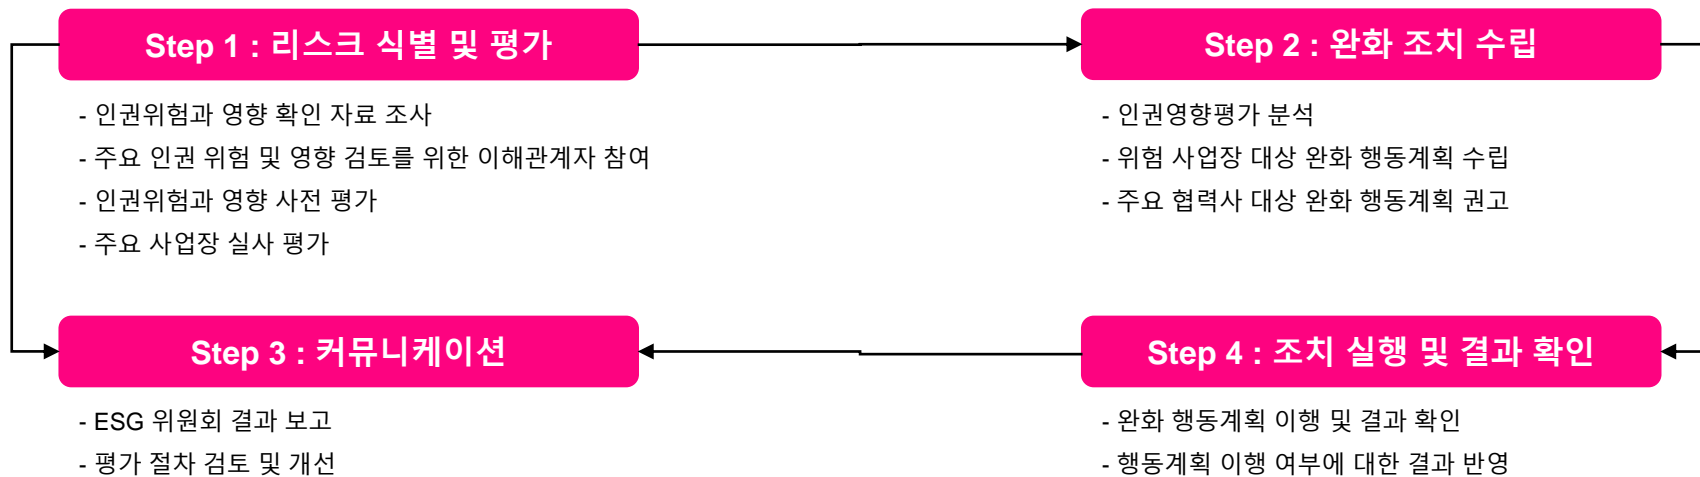 Step 1 : 리스크 식별 및 평가
- 인권위험과 영향 확인 자료 조사
- 주요 인권 위험 및 영향 검토를 위한 이해관계자 참여
- 인권위험과 영향 사전 평가
- 주요 사업장 실사 평가
Step 2 : 완화 조치 수립
- 인권영향평가 분석
- 위험 사업장 대상 완화 행동계획 수립
- 주요 협력사 대상 완화 행동계획 권고
Step 3 : 커뮤니케이션
- ESG 위원회 결과 보고
- 평가 절차 검토 및 개선
Step 4 : 조치 실행 및 결과 확인
- 완화 행동계획 이행 및 결과 확인
- 행동계획 이행 여부에 대한 결과 반영